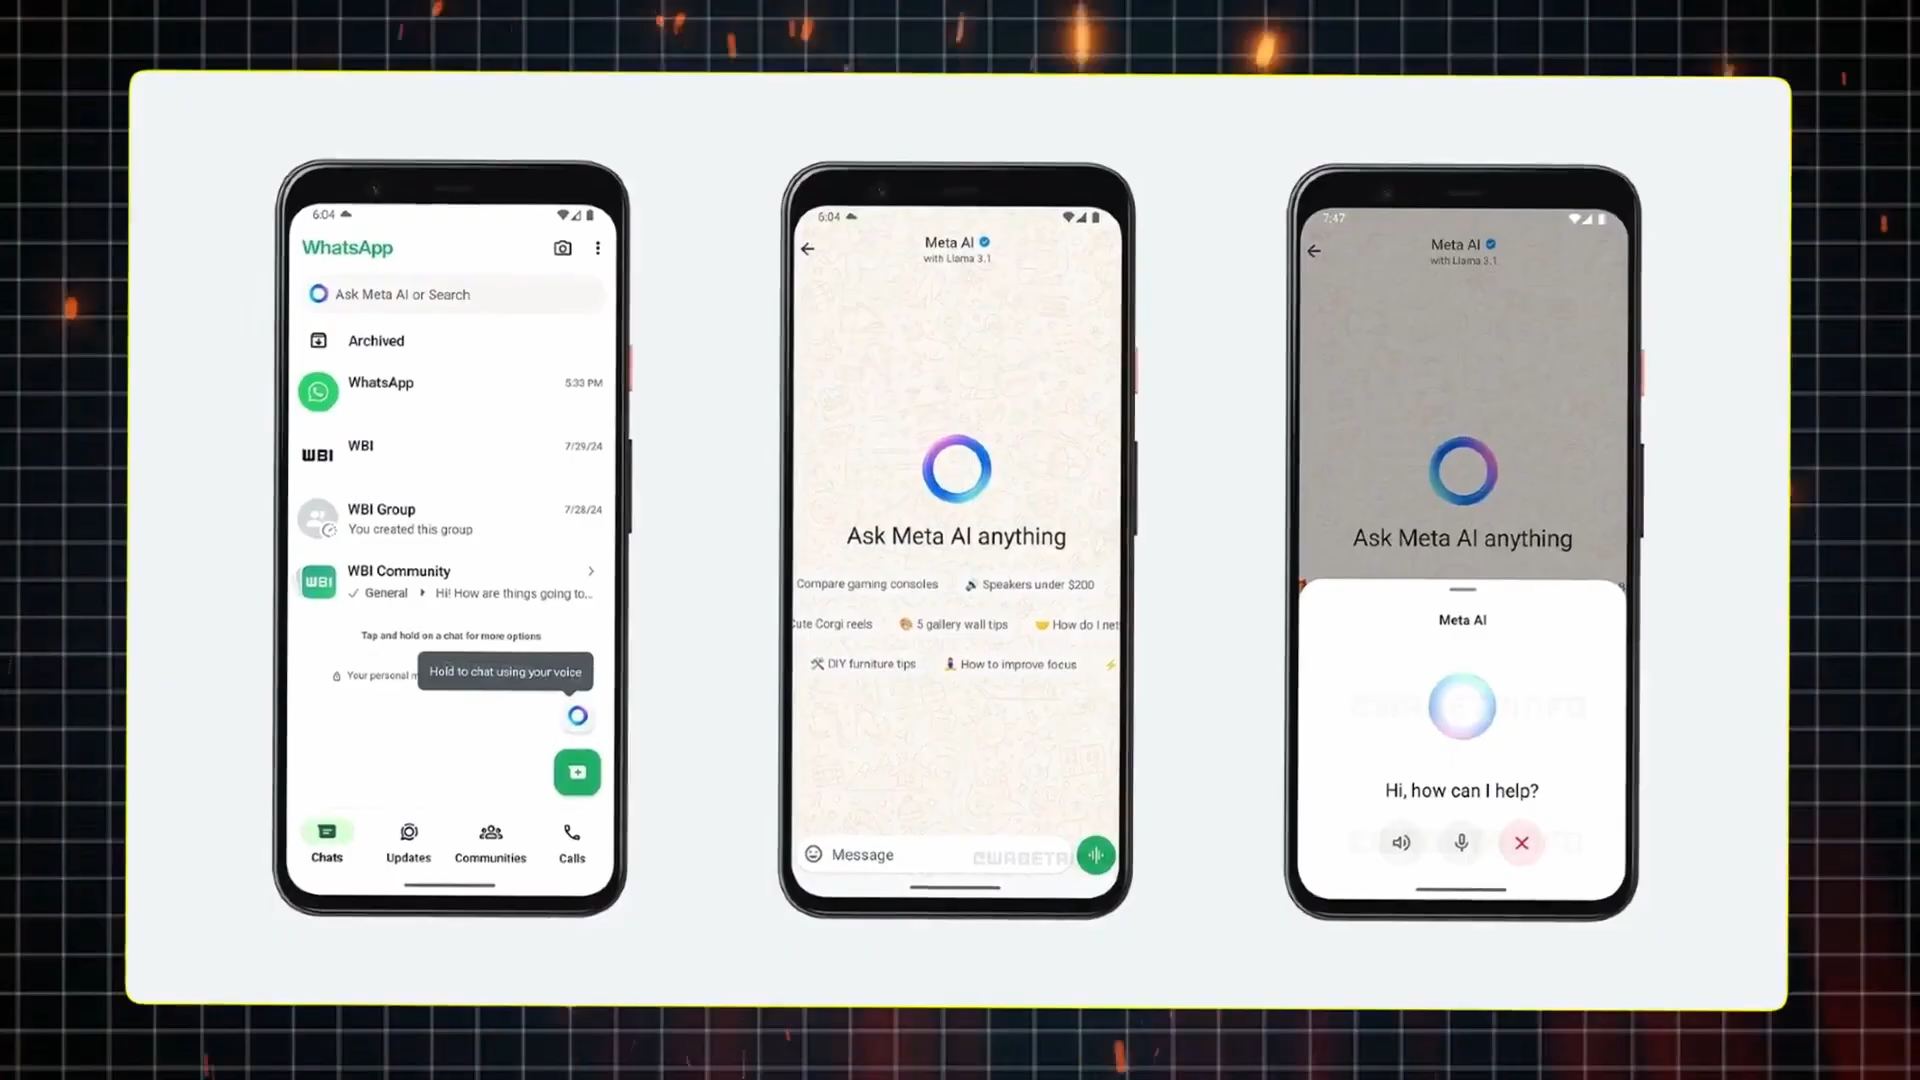 6:04
WhatsApp
Ask Meta AI or Search
Archived
WhatsApp
5:33 PM
WBI
WBI
7/29/24
WBI Group
7/28/24
You created this group
WBI Community
WBI
General
Hi! How are things going to...
Tap and hold on a chat for more options
Your personal m
Hold to chat using your voice
Chats
Updates
Communities
Calls
6:04
Meta AI
with Llama 3.1
Ask Meta AI anything
Compare gaming consoles
Speakers under $200
ute Corgi reels
5 gallery wall tips
How do I net
DIY furniture tips
How to improve focus
Message
7:47
Meta AI
with Llama 3.1
Ask Meta AI anything
Meta AI
Hi, how can I help?